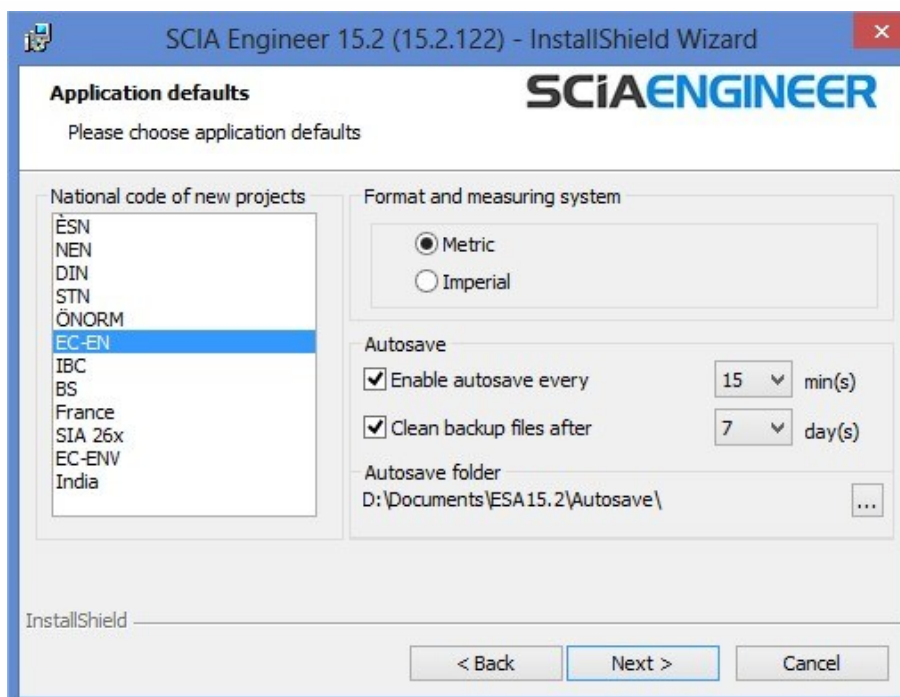 SCIA Engineer 15.2 (15.2.122) - InstallShield Wizard
Application defaults
SCiAENGINEER
Please choose application defaults
National code of new projects
ÈSN
NEN
DIN
STN
ÖNORM
EC-EN
IBC
BS
France
SIA 26x
EC-ENV
India
Format and measuring system
Metric
Imperial
Autosave
Enable autosave every 15 min(s)
Clean backup files after 7 day(s)
Autosave folder
D:\Documents\ESA15.2\Autosave\
...
InstallShield
< Back Next > Cancel